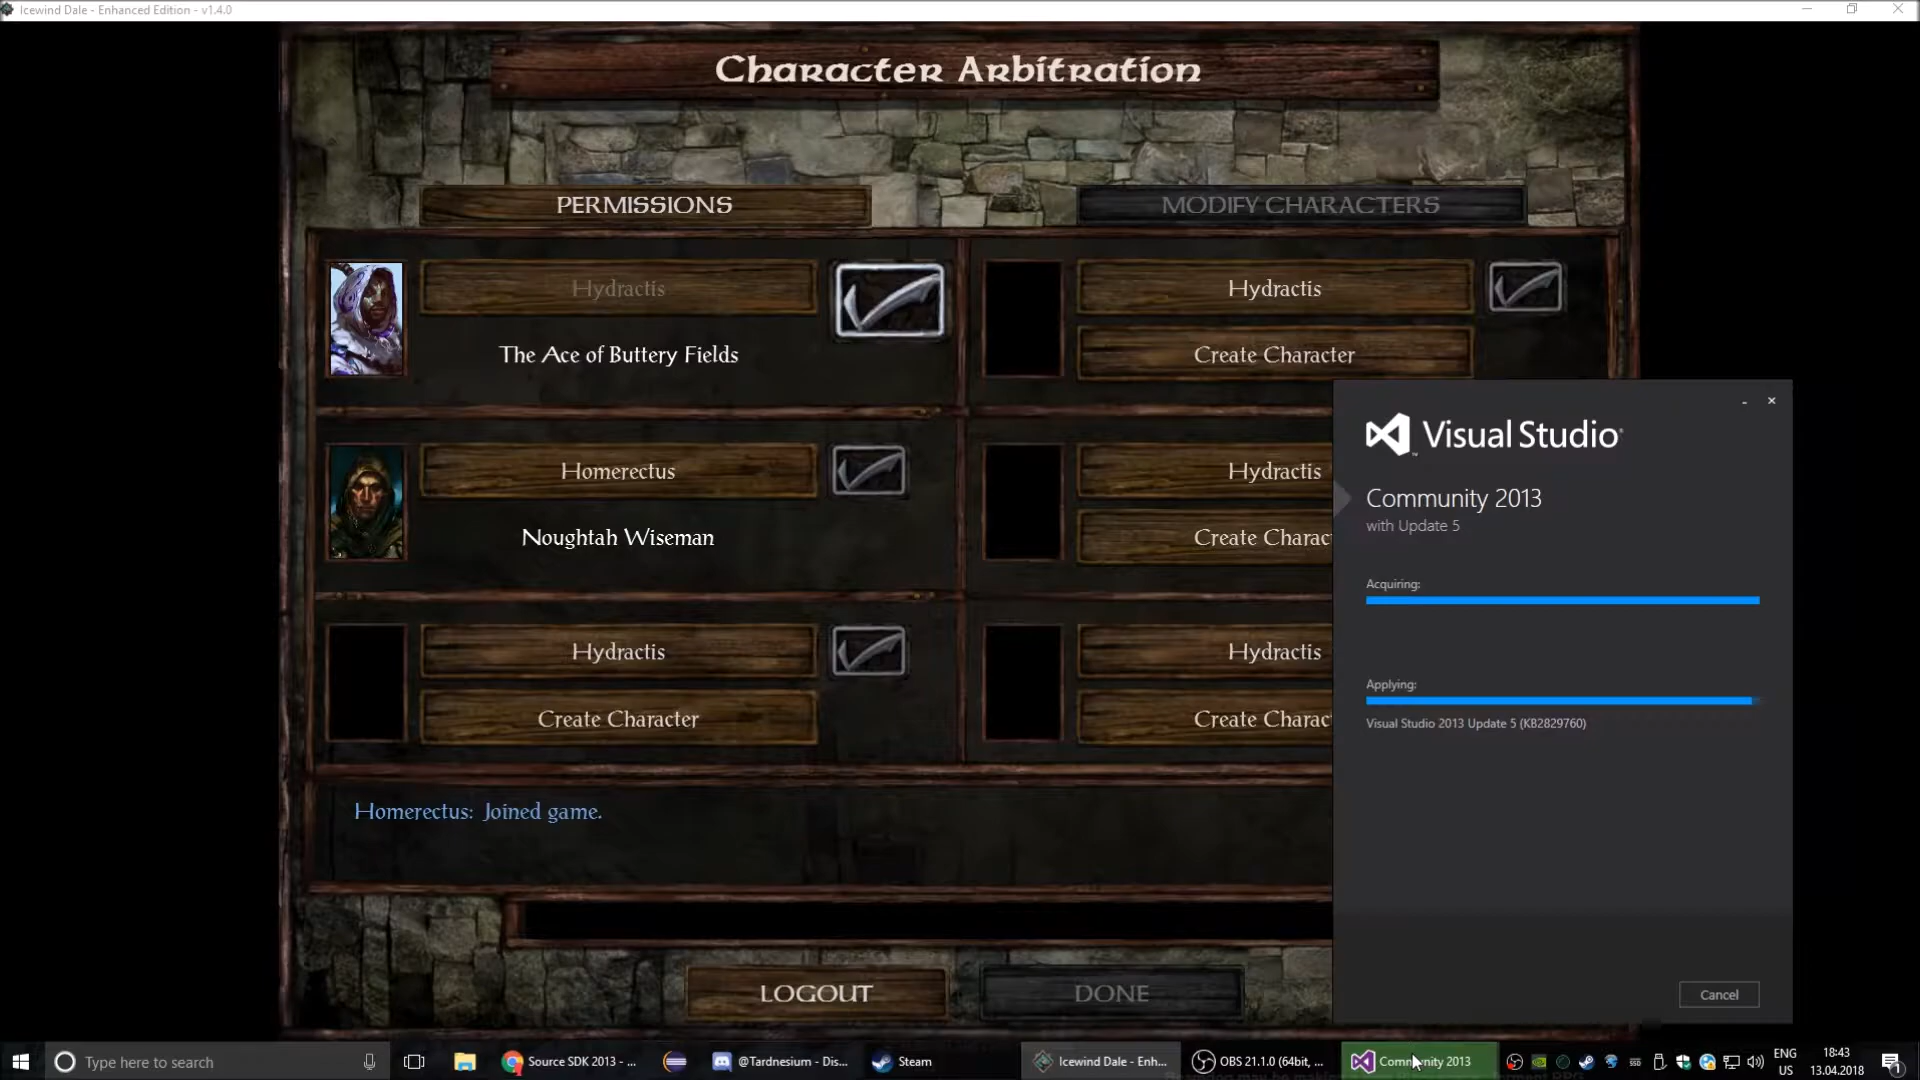 Icewind Dale - Enhanced Edition - v1.4.0
Character Arbitration
PERMISSIONS
MODIFY CHARACTERS
Hydractis
The Ace of Buttery Fields
Hydractis
Create Character
Homerectus
Noughtah Wiseman
Hydractis
Create Charac
Hydractis
Create Character
Hydractis
Create Charac
Homerectus: Joined game.
LOGOUT
DONE
Visual Studio
Community 2013
with Update 5
Acquiring:
Applying:
Visual Studio 2013 Update 5 (KB2829760)
Cancel
Type here to search
Source SDK 2013 - ...
@Tardnesium - Dis...
Steam
Icewind Dale - Enh...
OBS 21.1.0 (64bit, ...
Community 2013
ENG
US
18:43
13.04.2018
1